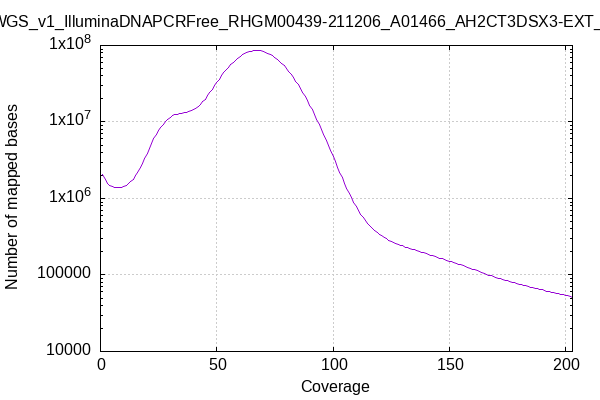 WGS_v1_IlluminaDNAPCRFree_RHGM00439-211206_A01466_AH2CT3DSX3-EXT_
1x10^8
1x10^7
1x10^6
100000
10000
Number of mapped bases
0 50 100 150 200
Coverage